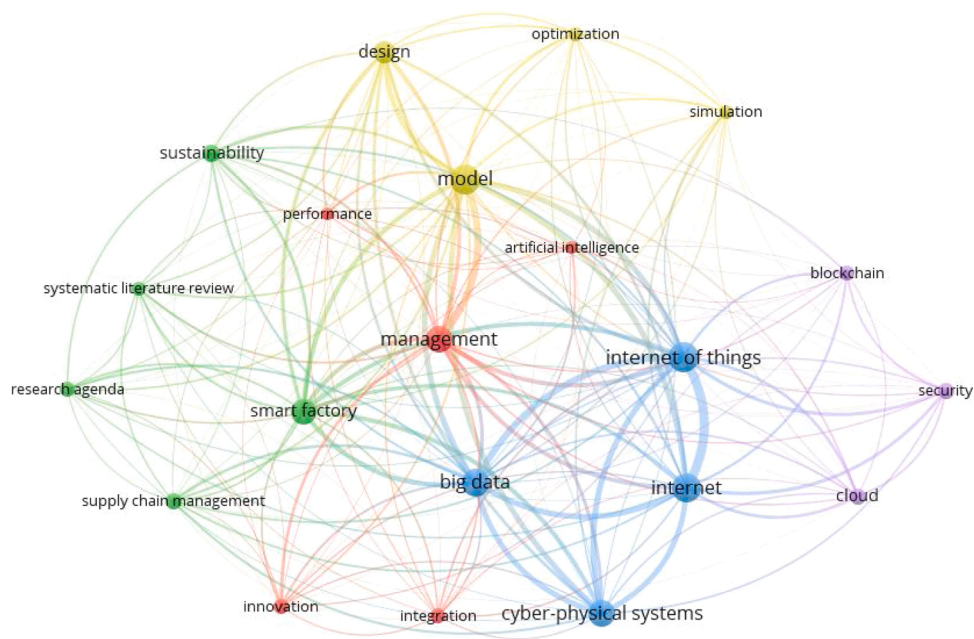 optimization
design
simulation
sustainability
model
performance
artificial intelligence
blockchain
systematic literature review
management
internet of things
research agenda
security
smart factory
big data
internet
cloud
supply chain management
innovation
integration
cyber-physical systems